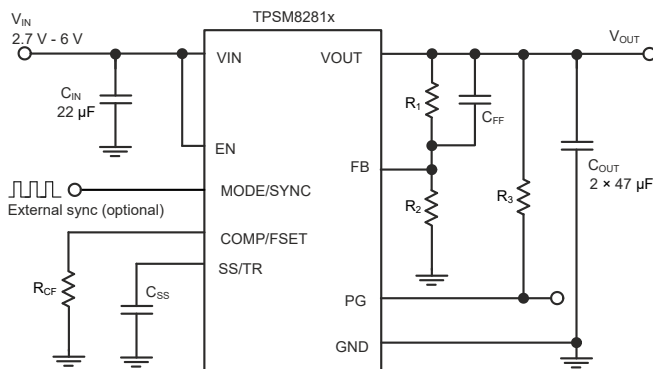 TPSM8281x
VIN
2.7 V - 6 V
VIN
VOUT
VOUT
CIN
22 µF
R1
CFF
EN
FB
COUT
2 × 47 µF
MODE/SYNC
External sync (optional)
R2
R3
COMP/FSET
SS/TR
RCF
CSS
PG
GND